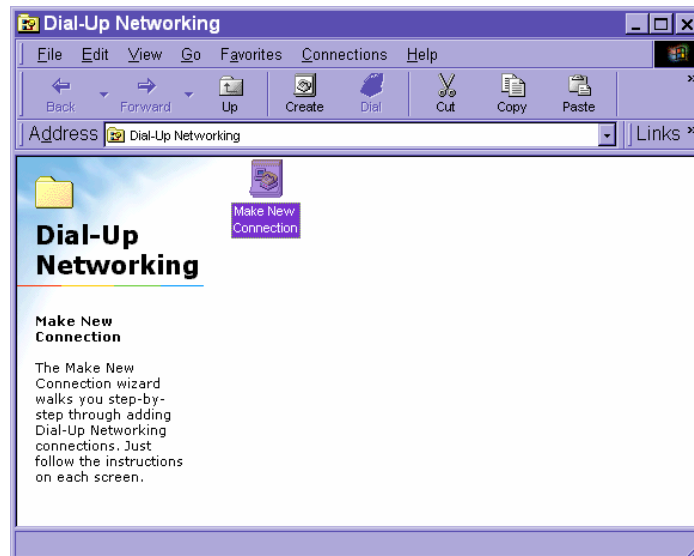 Dial-Up Networking
File Edit View Go Favorites Connections Help
Back Forward Up Create Dial Cut Copy Paste »
Address Dial-Up Networking Links »
Make New
Connection
Dial-Up
Networking
Make New
Connection
The Make New
Connection wizard
walks you step-by-
step through adding
Dial-Up Networking
connections. Just
follow the instructions
on each screen.